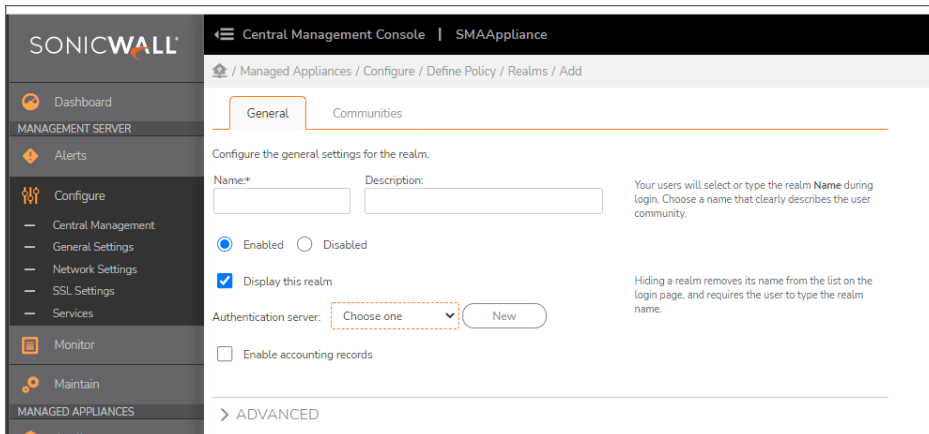 SONICWALL
Central Management Console | SMAAppliance
/ Managed Appliances / Configure / Define Policy / Realms / Add
Dashboard
MANAGEMENT SERVER
Alerts
Configure
Central Management
General Settings
Network Settings
SSL Settings
Services
Monitor
Maintain
MANAGED APPLIANCES
General Communities
Configure the general settings for the realm.
Name:* Description:
Your users will select or type the realm Name during
login. Choose a name that clearly describes the user
community.
Enabled Disabled
Display this realm
Hiding a realm removes its name from the list on the
login page, and requires the user to type the realm
name.
Authentication server: Choose one New
Enable accounting records
ADVANCED